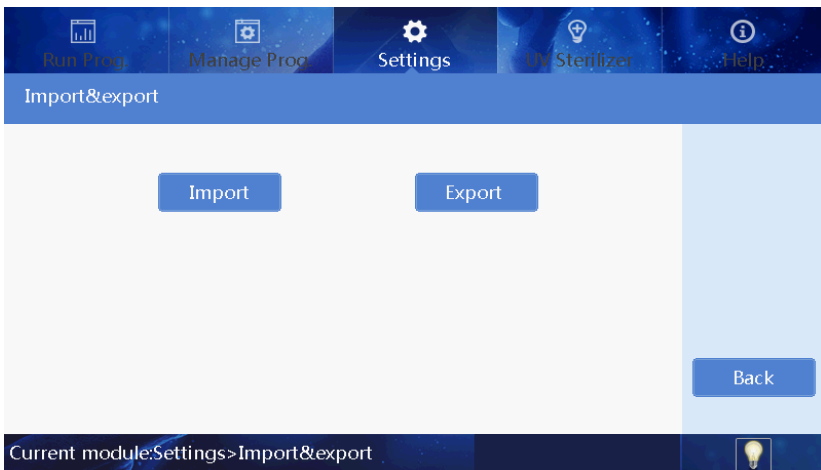 Run Prog. Manage Prog. Settings UV Sterilizer Help
Import&export
Import Export
Back
Current module:Settings>Import&export